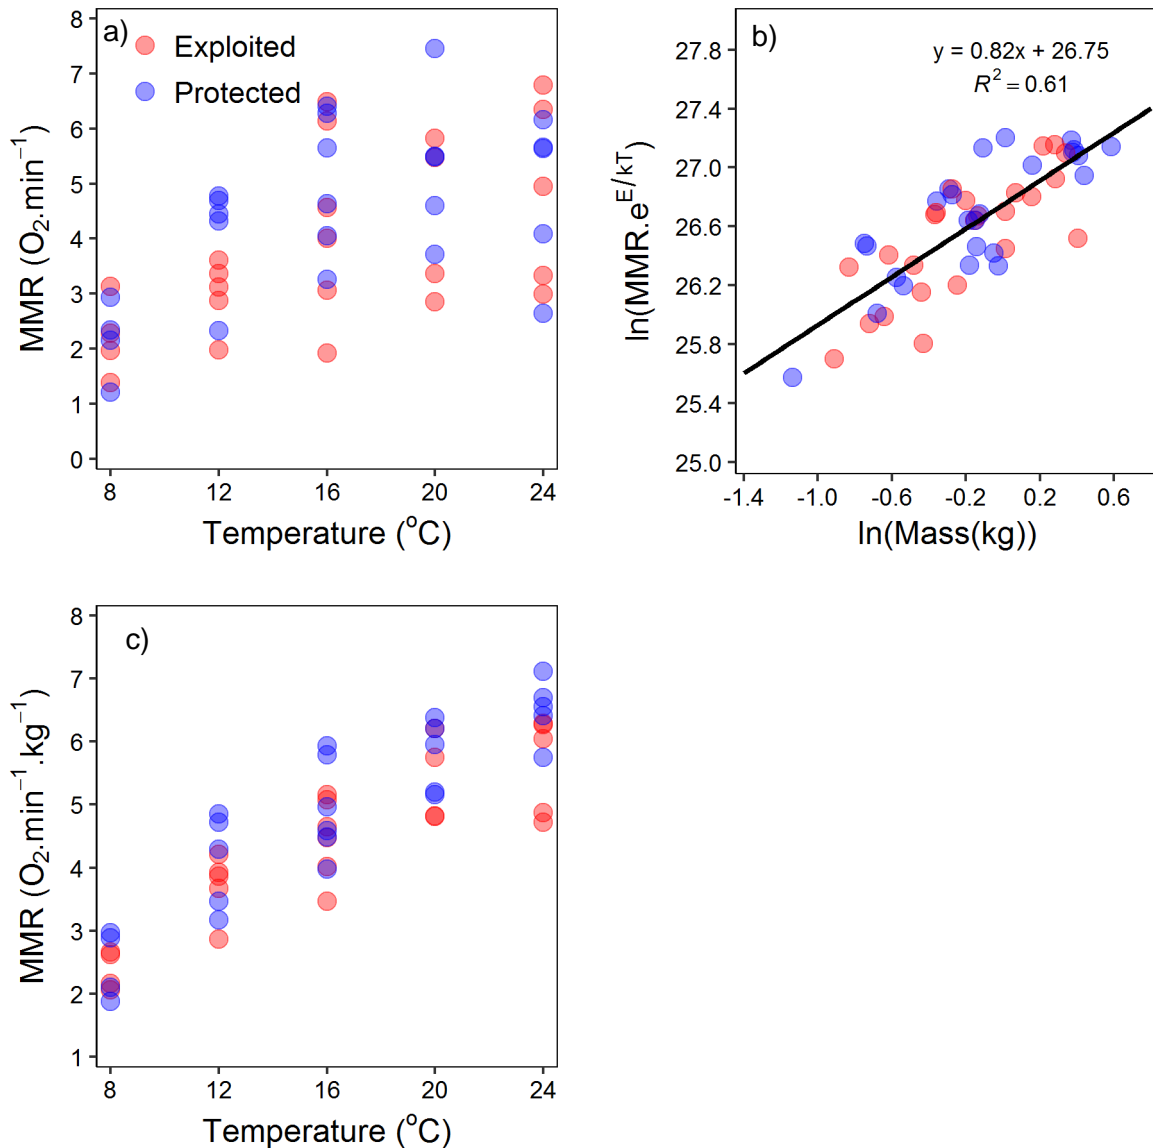 a)
Exploited
Protected
8
7
6
5
4
3
2
1
0
MMR (O₂.min⁻¹)
8 12 16 20 24
Temperature (°C)
b)
y = 0.82x + 26.75
R² = 0.61
27.8
27.4
27.0
26.6
26.2
25.8
25.4
25.0
ln(MMR.e^E/kT)
-1.4 -1.0 -0.6 -0.2 0.2 0.6
ln(Mass(kg))
c)
8
7
6
5
4
3
2
1
MMR (O₂.min⁻¹.kg⁻¹)
8 12 16 20 24
Temperature (°C)